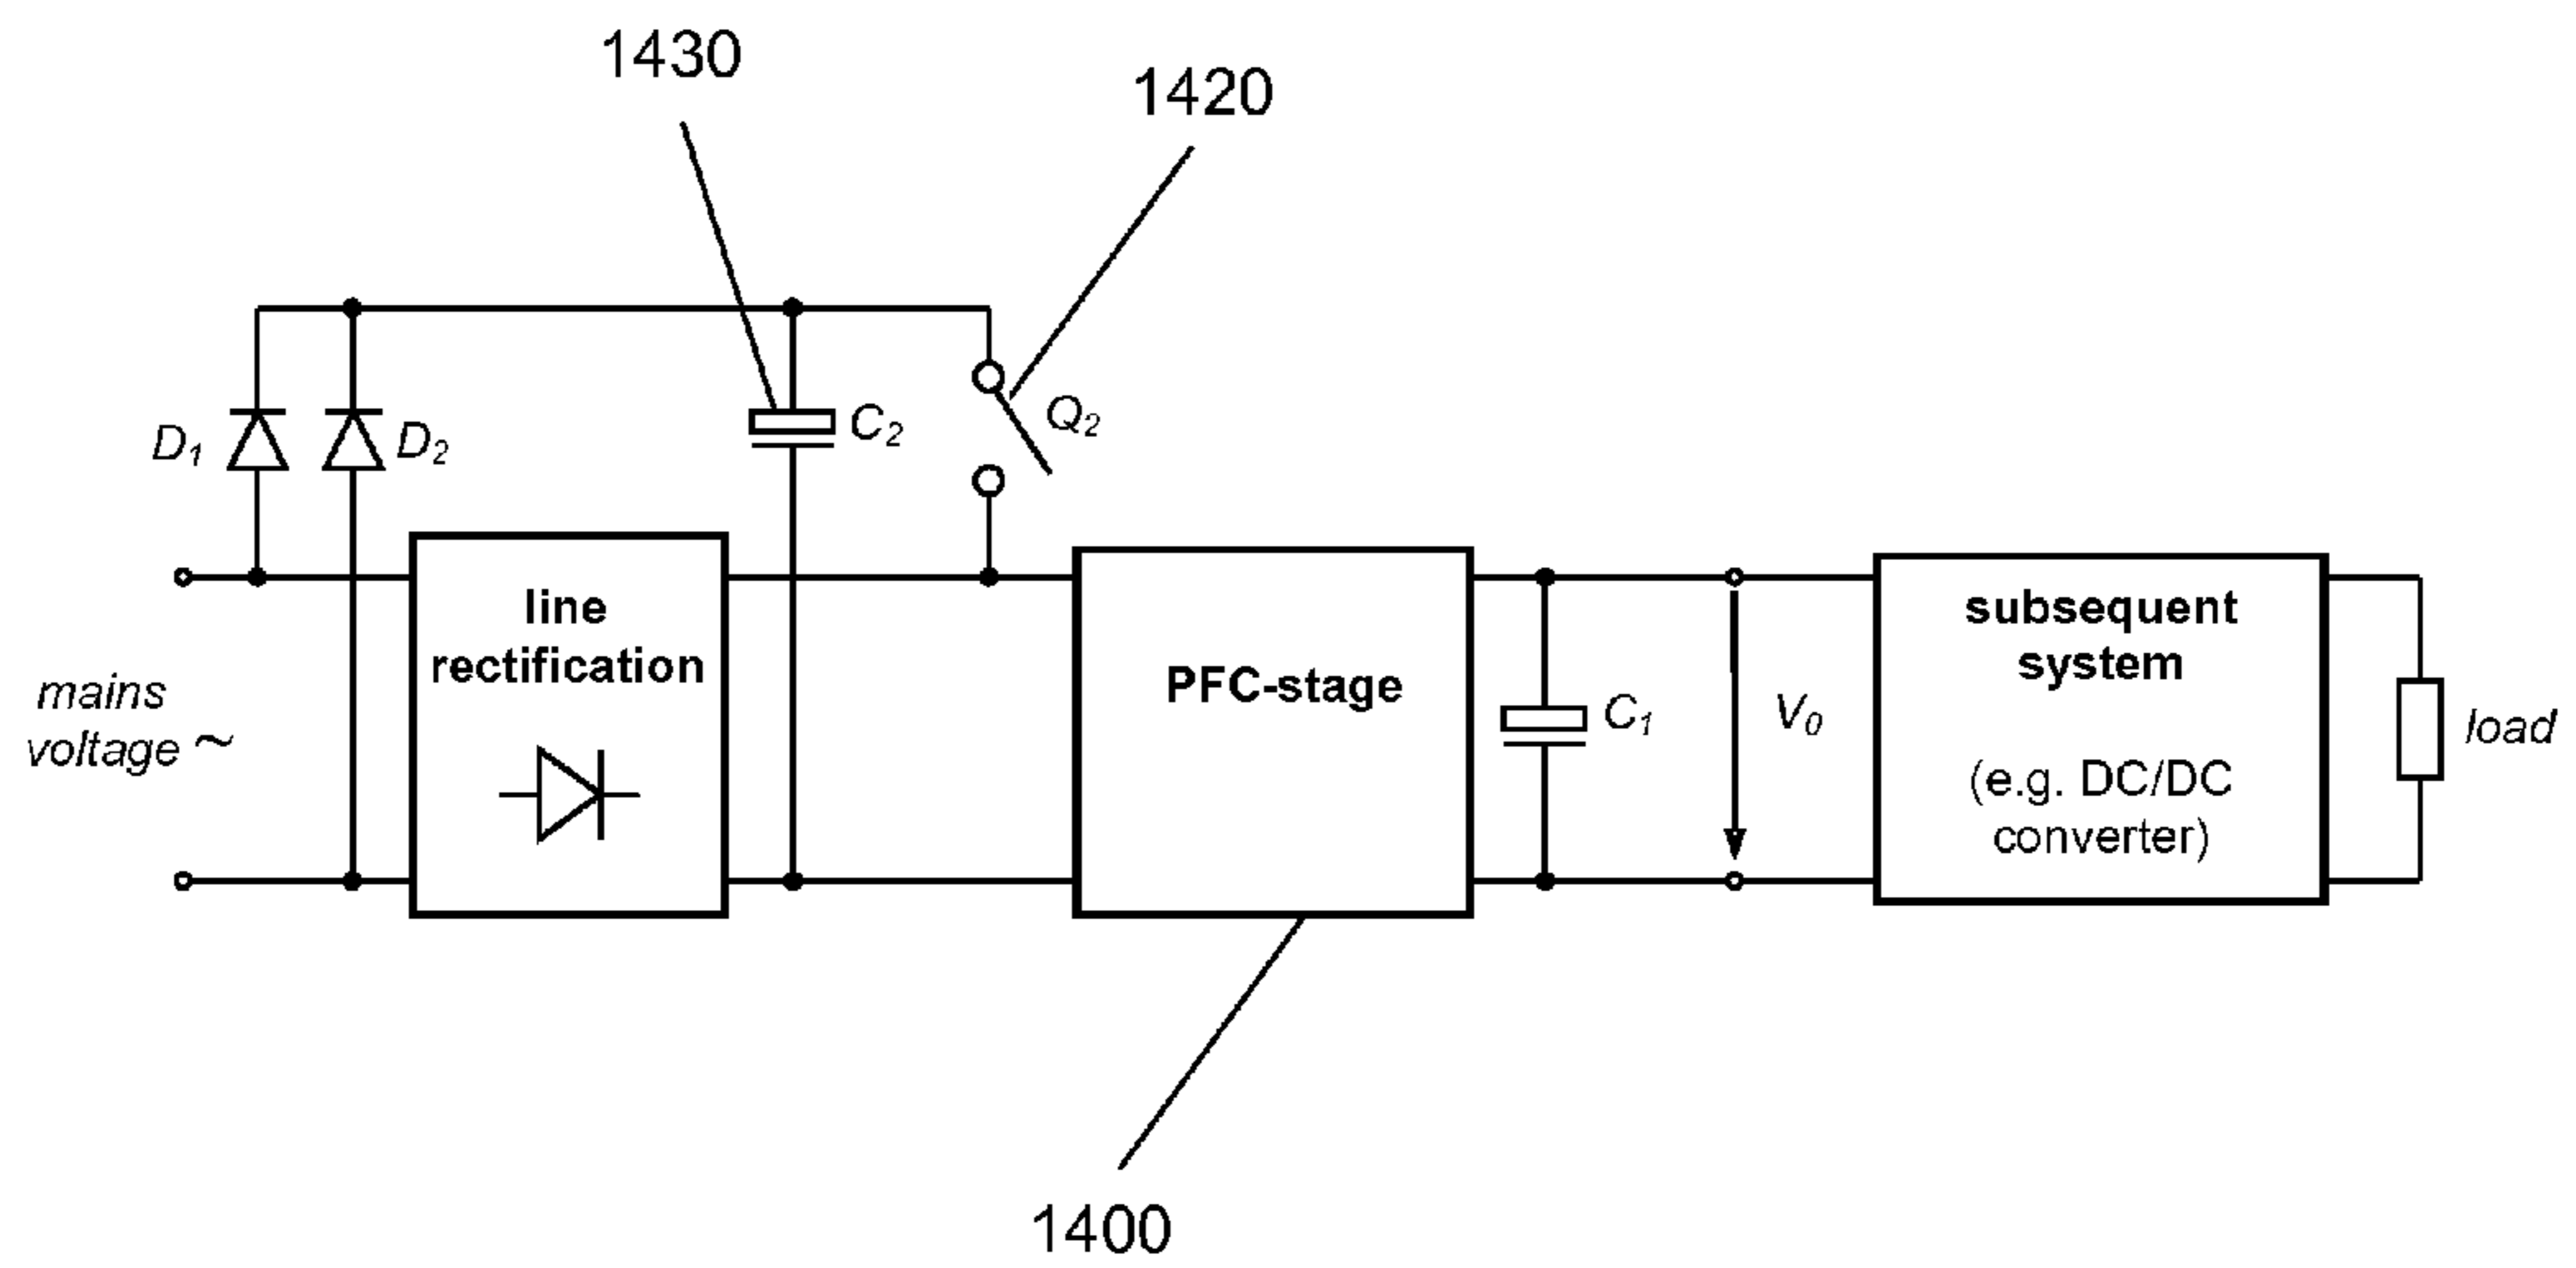 1430
1420
D1
D2
C2
Q2
line
rectification
PFC-stage
subsequent
system
(e.g. DC/DC
converter)
mains
voltage ~
C1
V0
load
1400